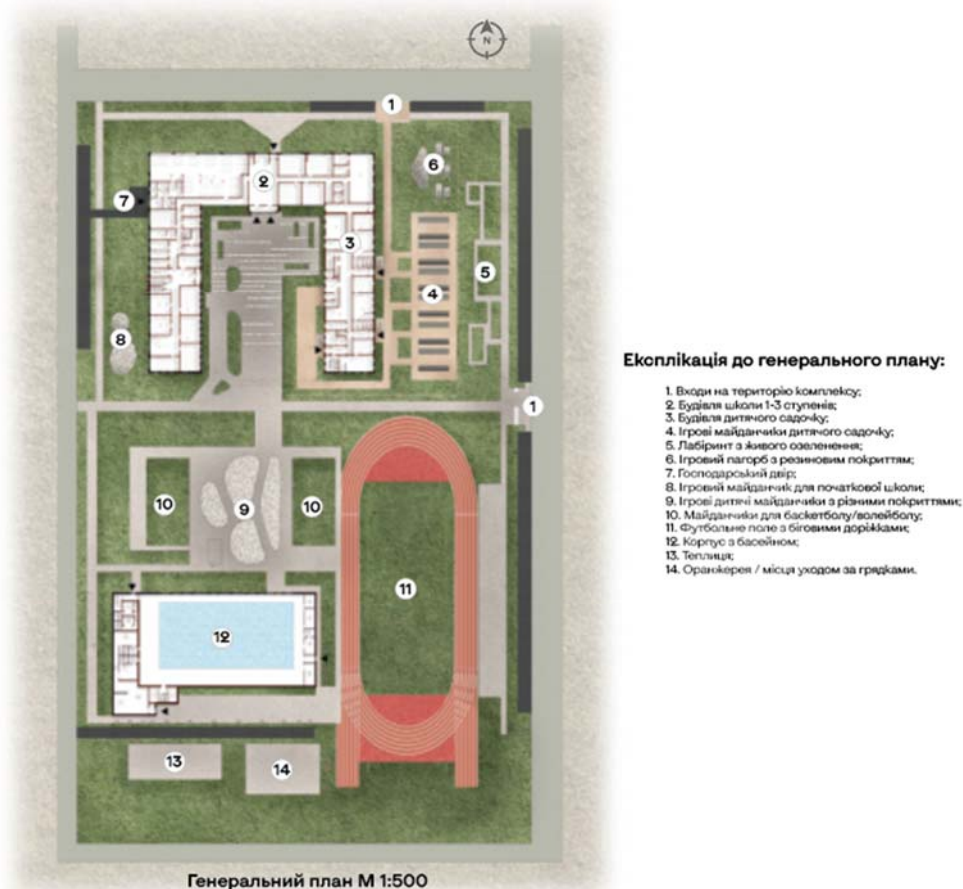 N
1
6
2
7
3
5
4
8
1
10
9
10
11
12
13
14
Генеральний план М 1:500
Експлікація до генерального плану:
1. Входи на територію комплексу;
2. Будівля школи 1-3 ступенів;
3. Будівля дитячого садочку;
4. Ігрові майданчики дитячого садочку;
5. Лабіринт з живого озеленення;
6. Ігровий пагорб з резиновим покриттям;
7. Господарський двір;
8. Ігровий майданчик для початкової школи;
9. Ігрові дитячі майданчики з різними покриттями;
10. Майданчики для баскетболу/волейболу;
11. Футбольне поле з біговими доріжками;
12. Корпус з басейном;
13. Теплиця;
14. Оранжерея / місця уходом за грядками.